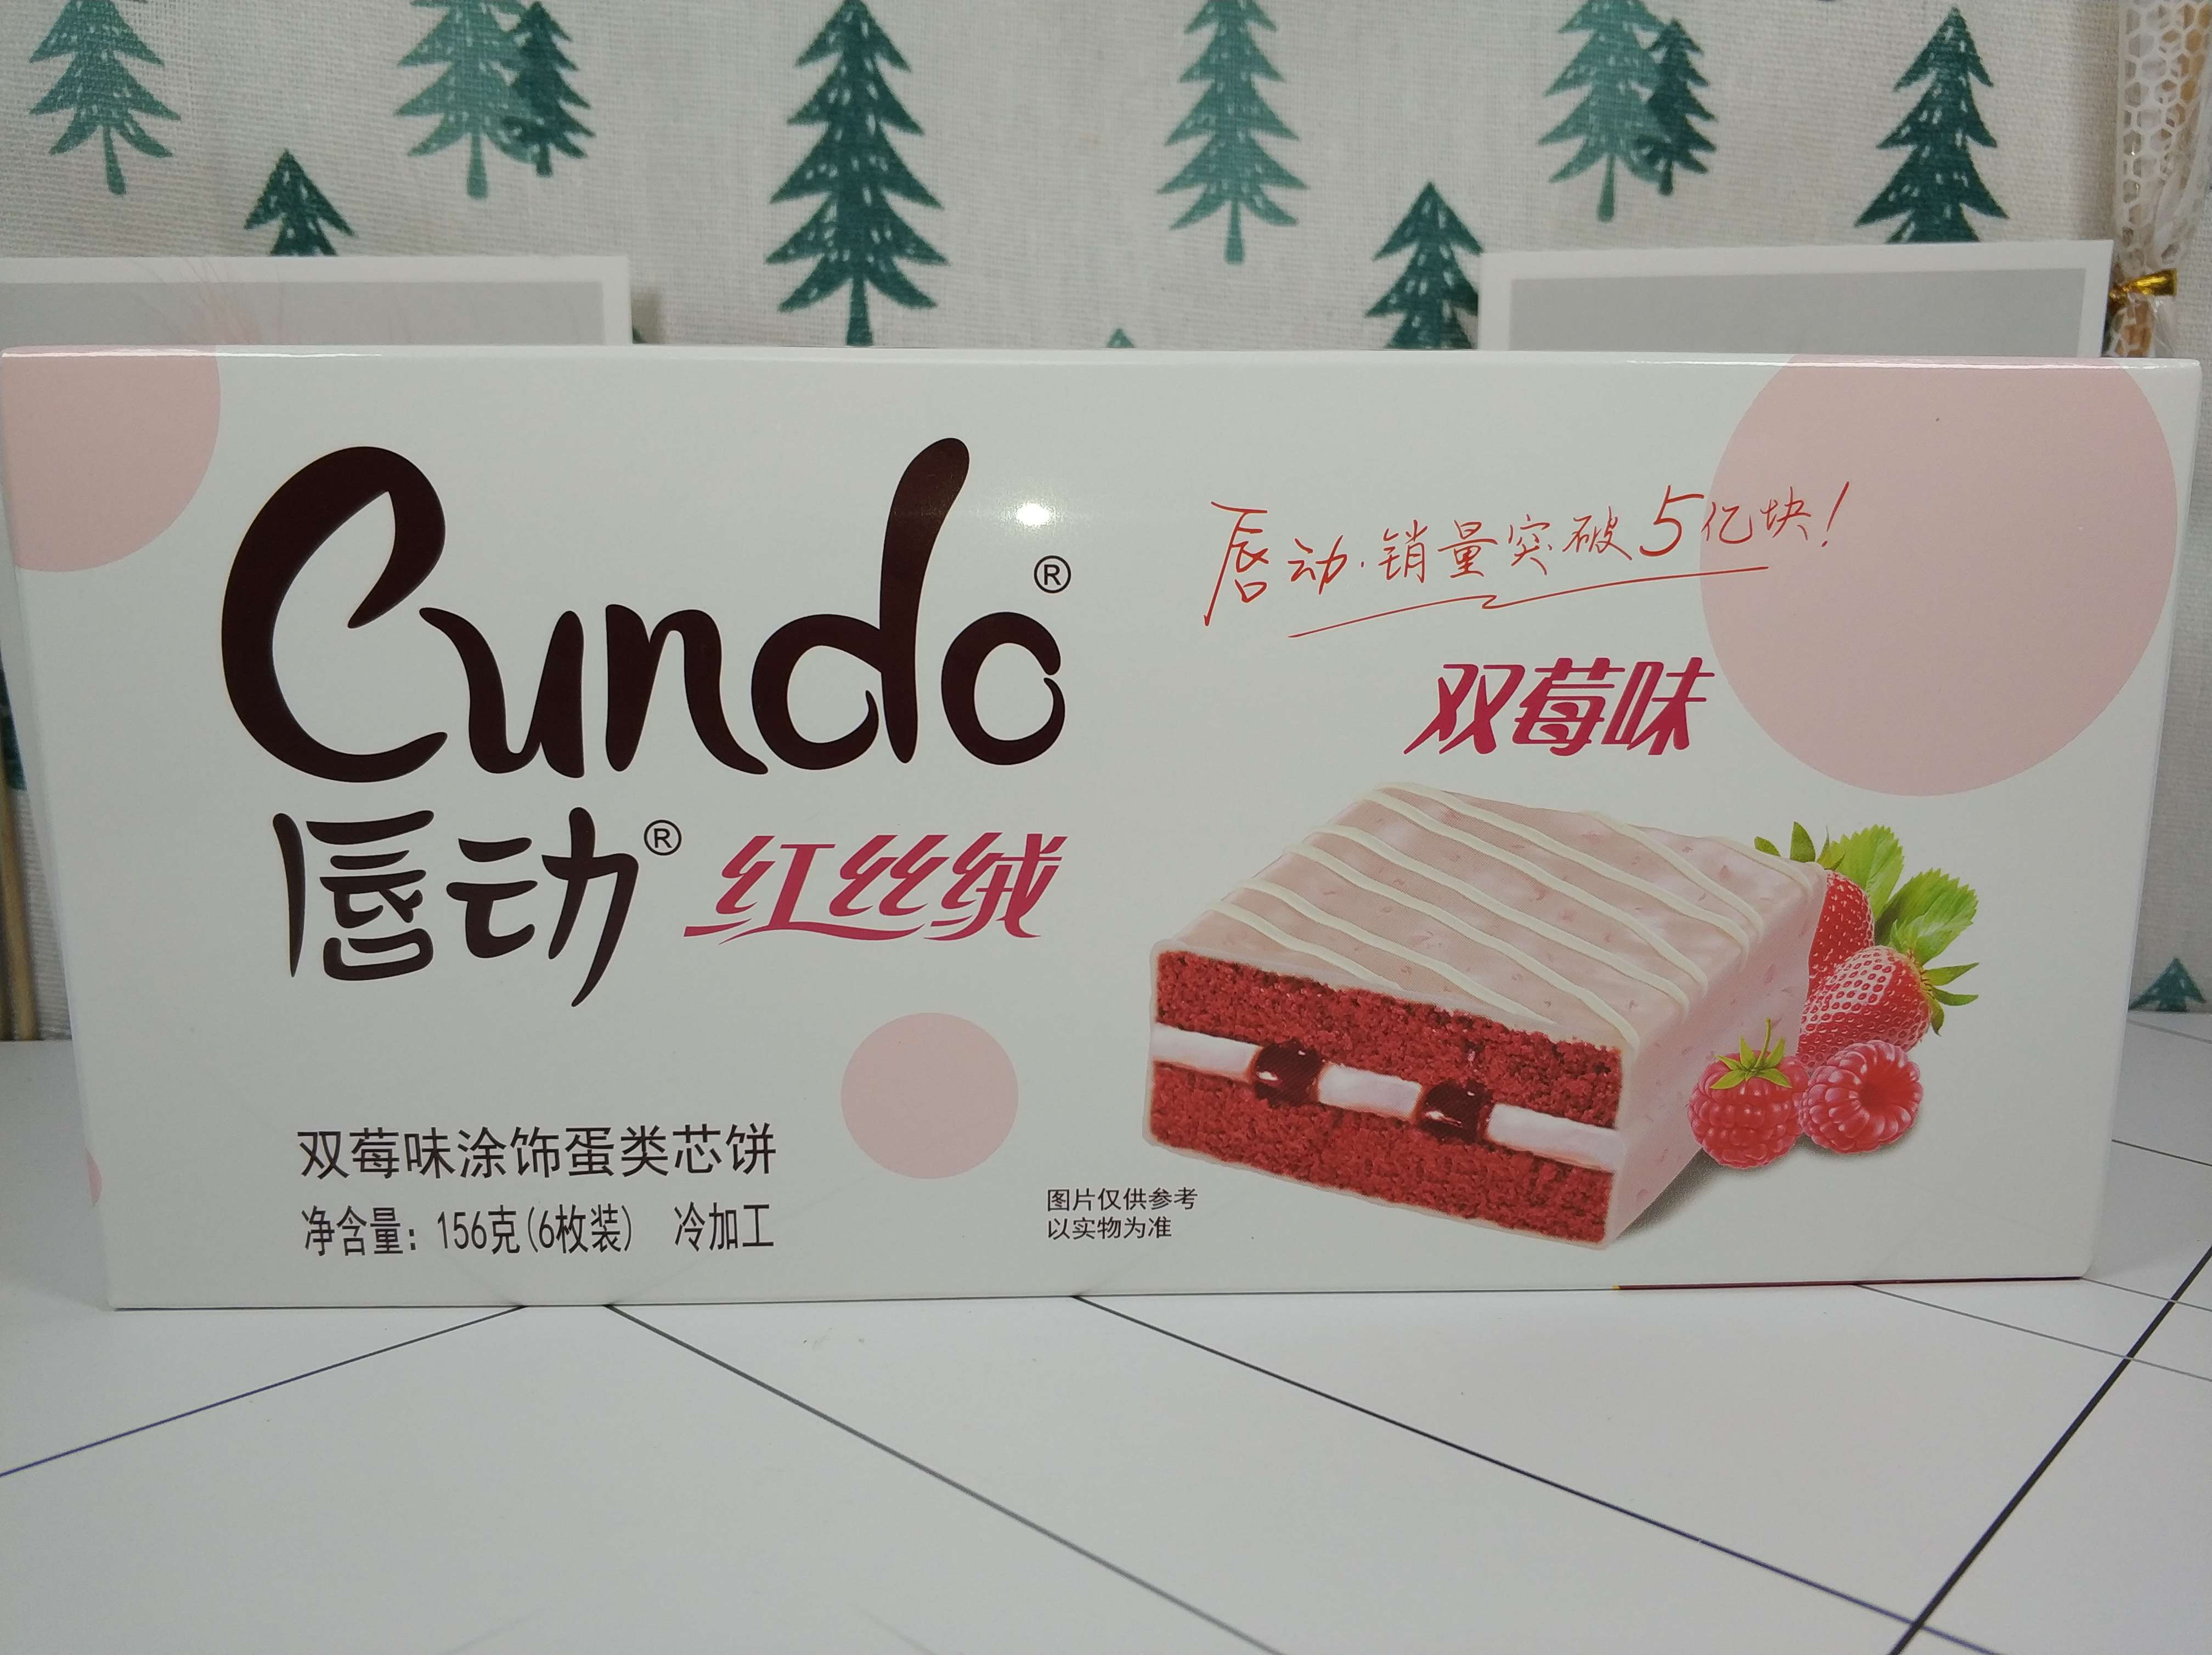 Cundo®
唇动® 红丝绒
唇动·销量突破5亿块!
双莓味
双莓味涂饰蛋类芯饼
净含量：156克(6枚装) 冷加工
图片仅供参考
以实物为准